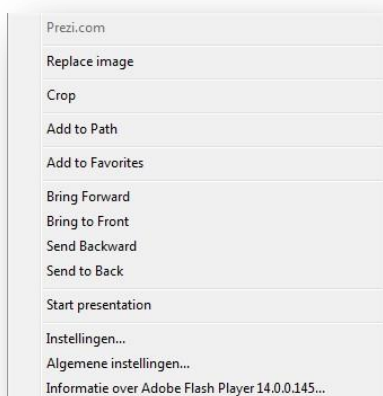 Prezi.com
Replace image
Crop
Add to Path
Add to Favorites
Bring Forward
Bring to Front
Send Backward
Send to Back
Start presentation
Instellingen...
Algemene instellingen...
Informatie over Adobe Flash Player 14.0.0.145...